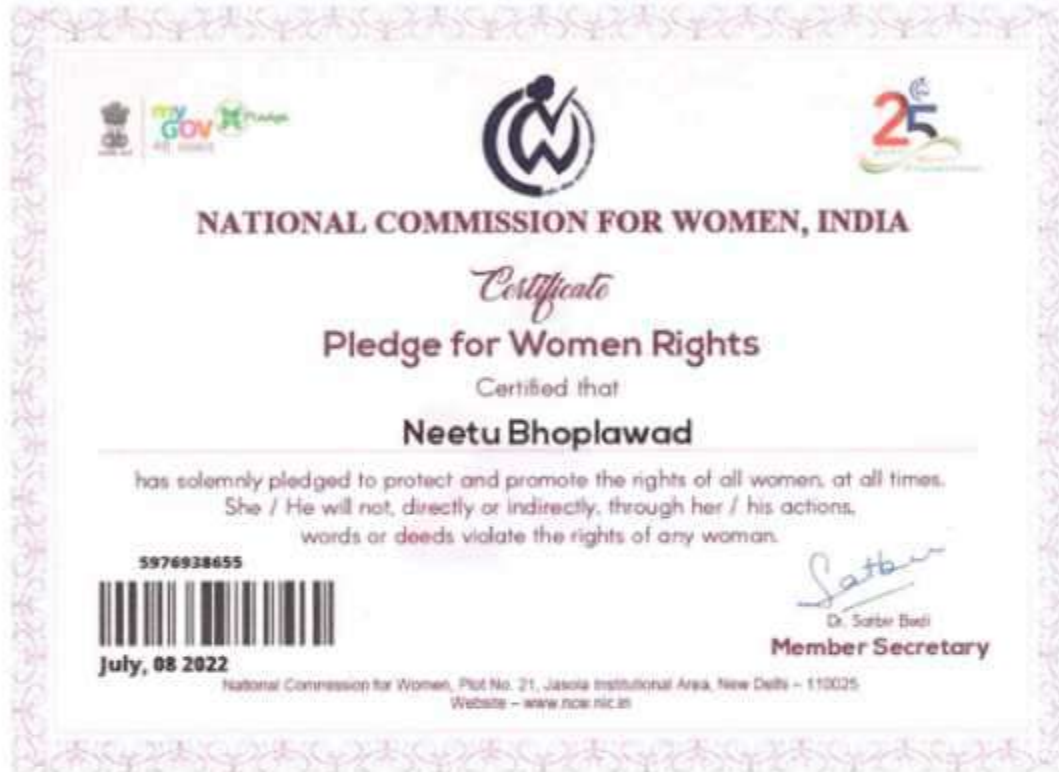 my
GOV
Pledge
25
NATIONAL COMMISSION FOR WOMEN, INDIA
Certificate
Pledge for Women Rights
Certified that
Neetu Bhoplawad
has solemnly pledged to protect and promote the rights of all women, at all times.
She / He will not, directly or indirectly, through her / his actions,
words or deeds violate the rights of any woman.
5976938655
July, 08 2022
Dr. Satbir Bedi
Member Secretary
National Commission for Women, Plot No. 21, Jasola Institutional Area, New Delhi – 110025
Website – www.ncw.nic.in